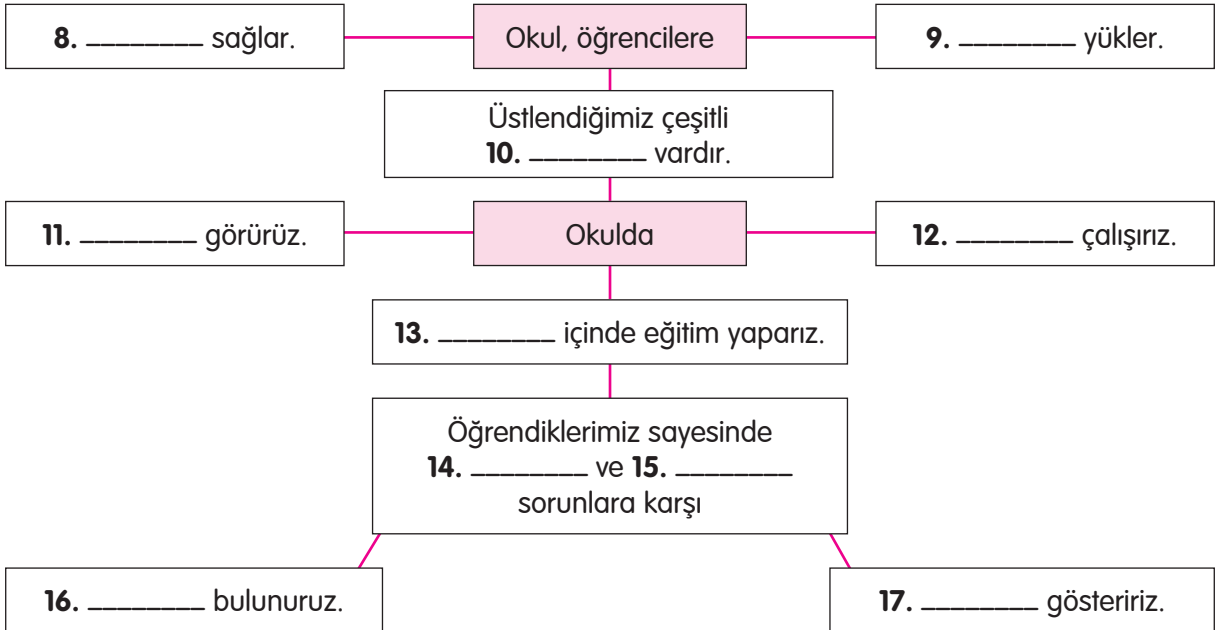 8. ________ sağlar.
Okul, öğrencilere
9. ________ yükler.
Üstlendiğimiz çeşitli
10. ________ vardır.
11. ________ görürüz.
Okulda
12. ________ çalışırız.
13. ________ içinde eğitim yaparız.
Öğrendiklerimiz sayesinde
14. ________ ve 15. ________
sorunlara karşı
16. ________ bulunuruz.
17. ________ gösteririz.